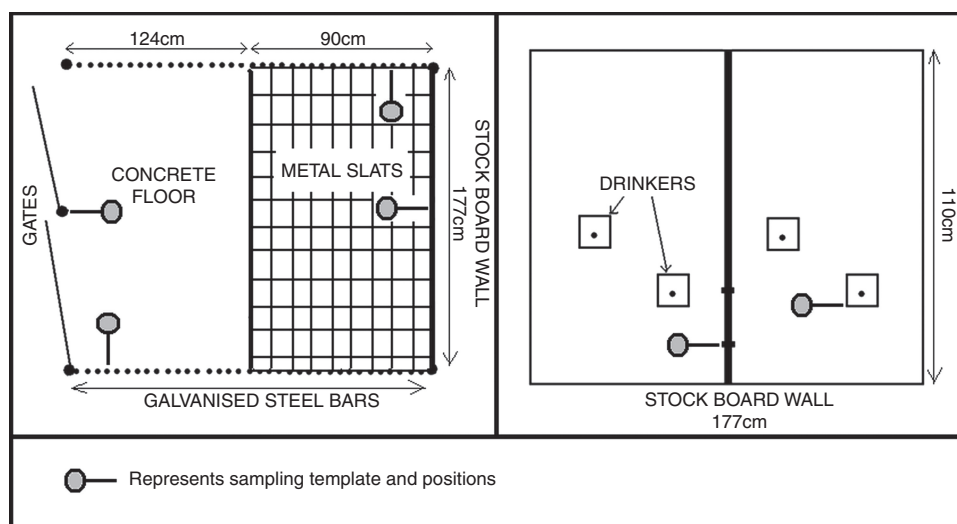 124cm
90cm
GATES
CONCRETE
FLOOR
METAL SLATS
177cm
STOCK BOARD WALL
GALVANISED STEEL BARS
DRINKERS
110cm
STOCK BOARD WALL
177cm
Represents sampling template and positions